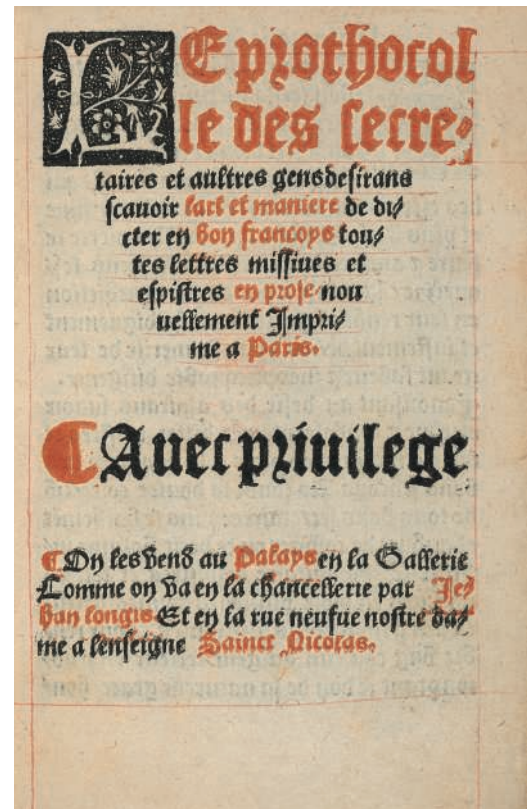 LE prothocol
le des secre⸗
taires et aultres gens desirans
scauoir lart et maniere de di⸗
cter en bon francoys tou⸗
tes lettres missiues et
espistres en prose nou
uellement Impri⸗
me a Paris.
¶ Auec priuilege
¶ On les vend au Palays en la Gallerie
Comme on va en la chancellerie par Je⸗
han longis Et en la rue neufue nostre da⸗
me a lenseigne Sainct Nicolas.